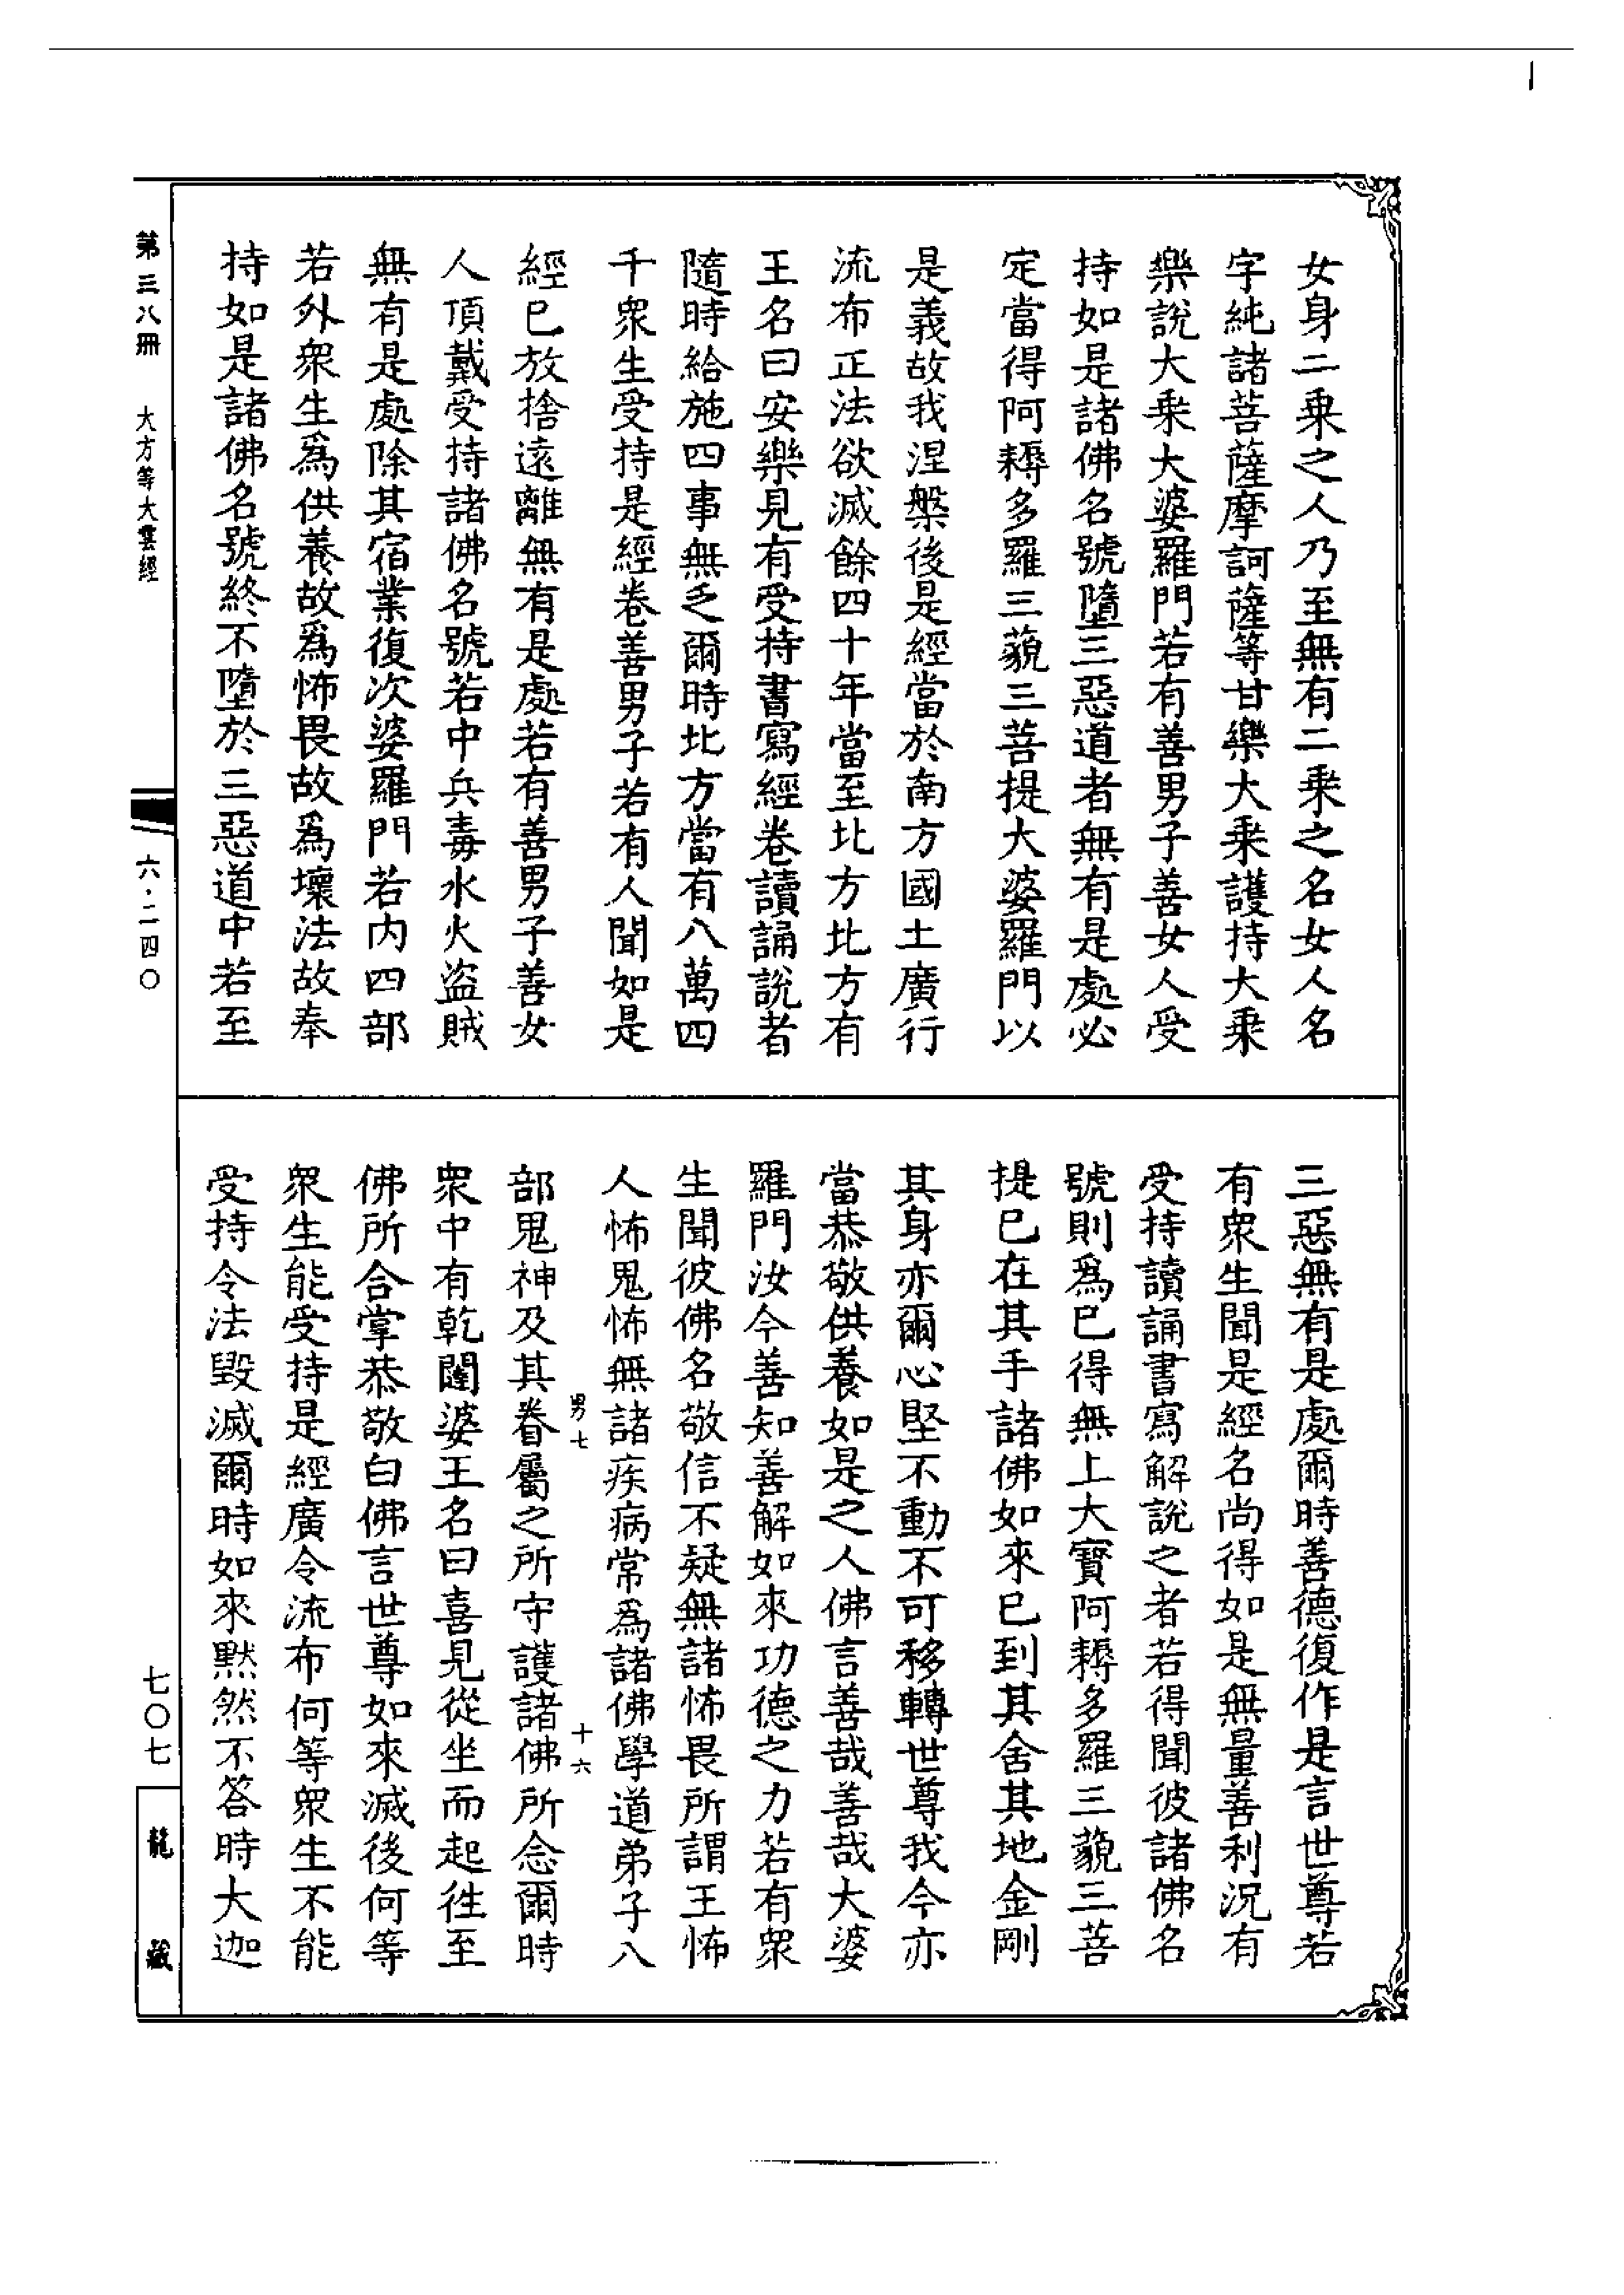 女身二乘之人乃至無有二乘之名女人名
字純諸菩薩摩訶薩等甘樂大乘護持大乘
樂說大乘大婆羅門若有善男子善女人受
持如是諸佛名號墮三惡道者無有是處必
定當得阿耨多羅三藐三菩提大婆羅門以
是義故我涅槃後是經當於南方國土廣行
流布正法欲滅餘四十年當至北方北方有
王名曰安樂見有受持書寫經卷讀誦說者
隨時給施四事無乏爾時北方當有八萬四
千眾生受持是經卷善男子若有人聞如是
經已放捨遠離無有是處若有善男子善女
人頂戴受持諸佛名號若中兵毒水火盜賊
無有是處除其宿業復次婆羅門若內四部
若外眾生為供養故為怖畏故為壞法故奉
持如是諸佛名號終不墮於三惡道中若至
三惡無有是處爾時善德復作是言世尊若
有眾生聞是經名尚得如是無量善利況有
受持讀誦書寫解說之者若得聞彼諸佛名
號則為已得無上大寶阿耨多羅三藐三菩
提已在其手諸佛如來已到其舍其地金剛
其身亦爾心堅不動不可移轉世尊我今亦
當恭敬供養如是之人佛言善哉善哉大婆
羅門汝今善知善解如來功德之力若有眾
生聞彼佛名敬信不疑無諸怖畏所謂王怖
人怖鬼怖無諸疾病常為諸佛學道弟子八
男七 十六
部鬼神及其眷屬之所守護諸佛所念爾時
眾中有乾闥婆王名曰喜見從坐而起往至
佛所合掌恭敬白佛言世尊如來滅後何等
眾生能受持是經廣令流布何等眾生不能
受持令法毀滅爾時如來默然不答時大迦
第三八冊 大方等大雲經
六·二四〇
七〇七
龍藏